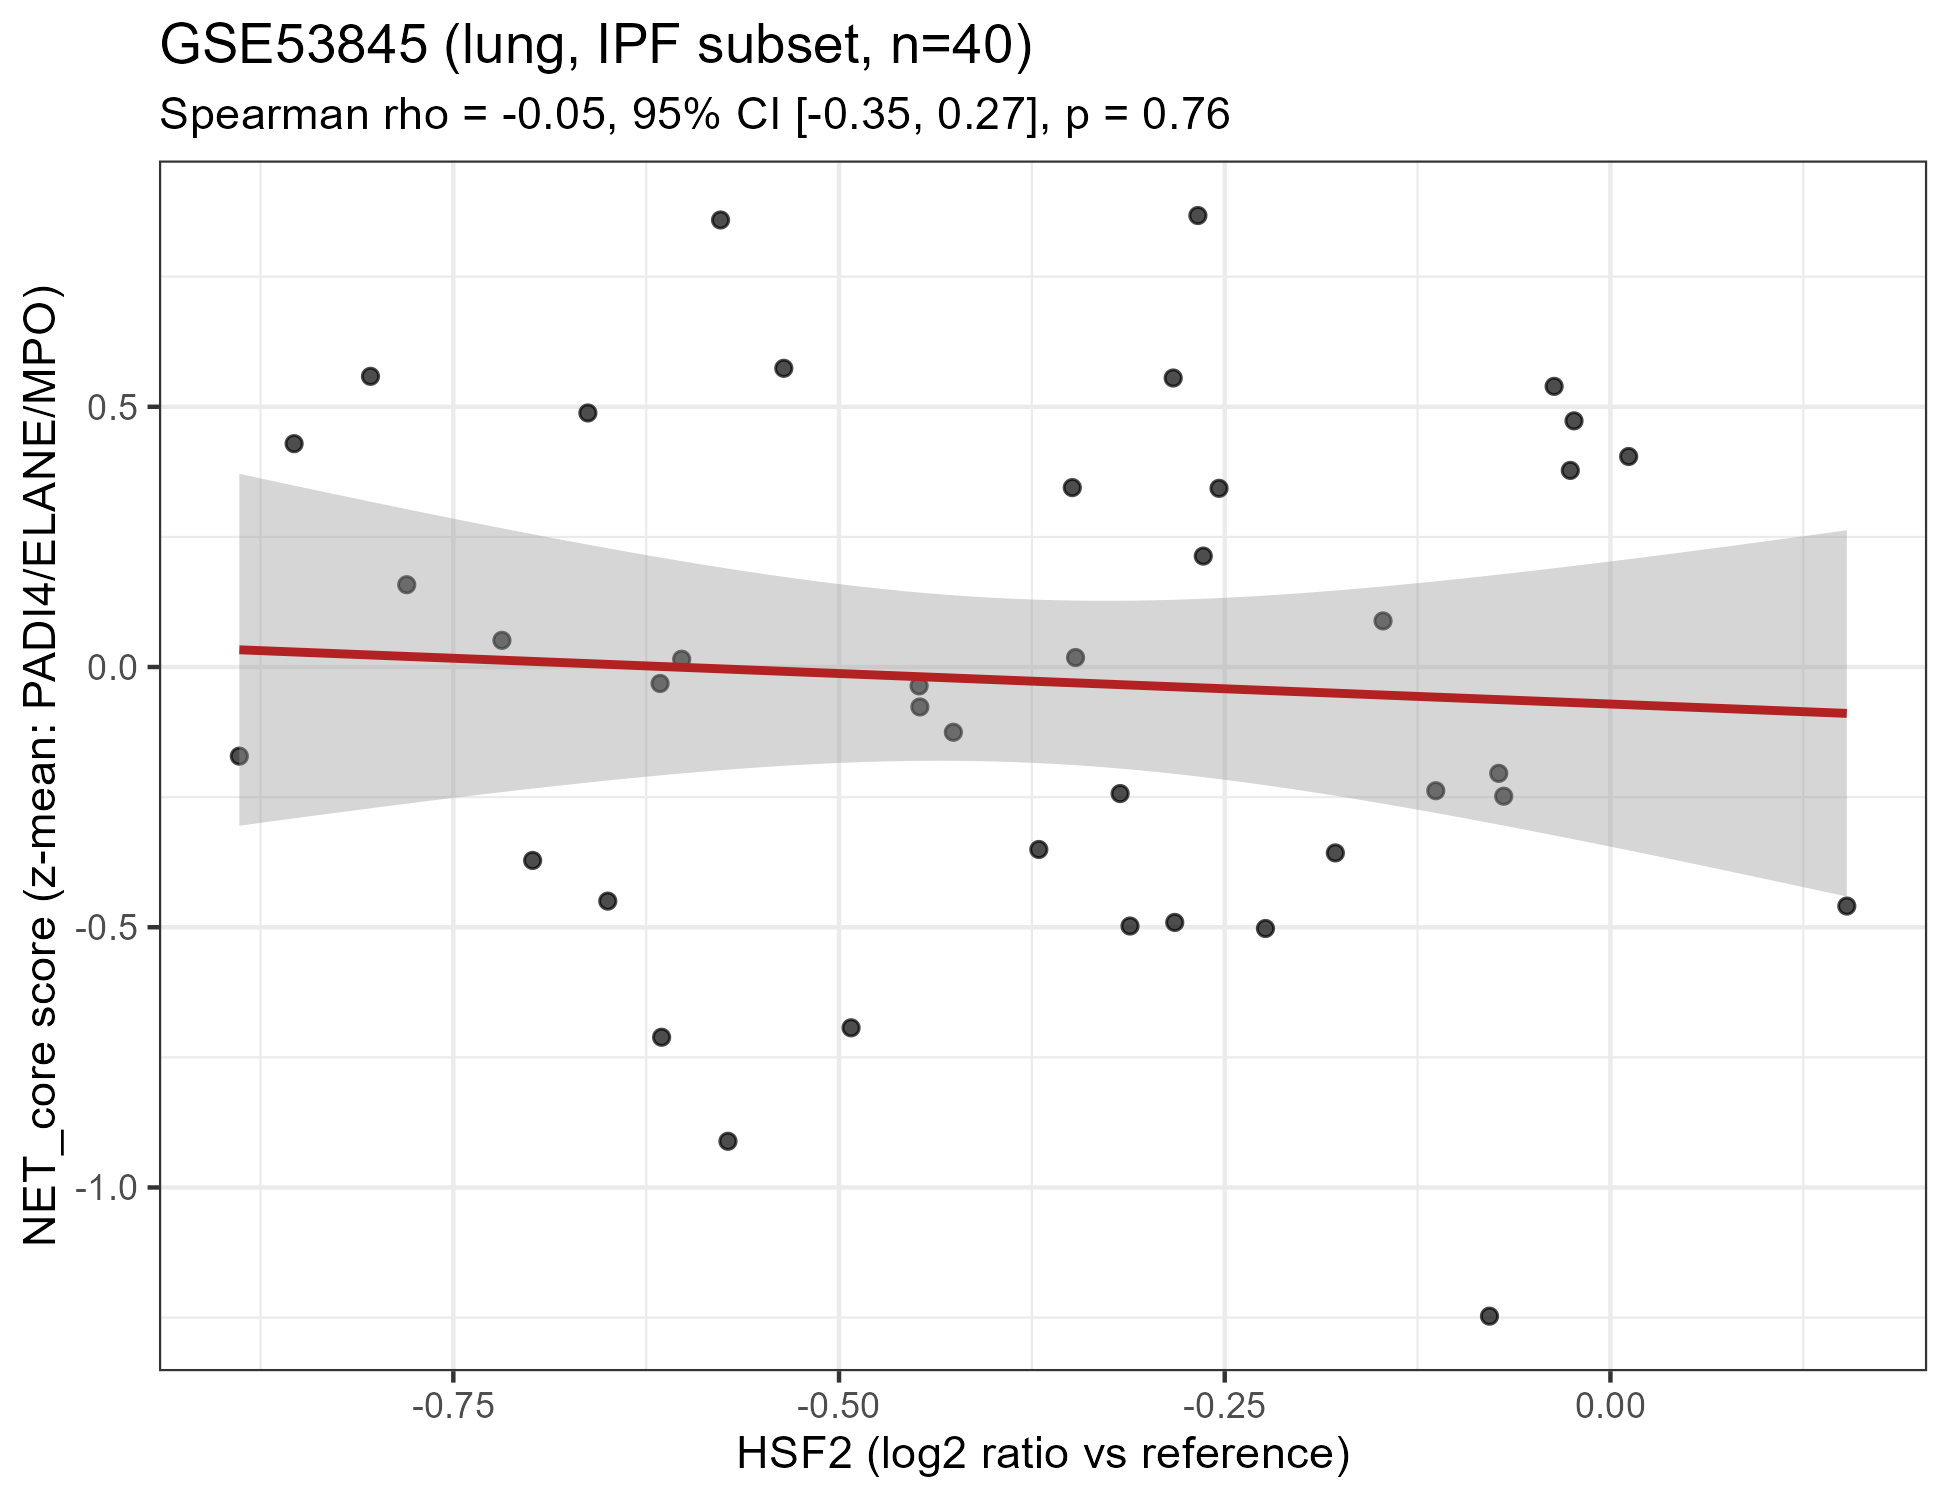 GSE53845 (lung, IPF subset, n=40)
Spearman rho = -0.05, 95% CI [-0.35, 0.27], p = 0.76
NET_core score (z-mean: PADI4/ELANE/MPO)
0.5
0.0
-0.5
-1.0
-0.75
-0.50
-0.25
0.00
HSF2 (log2 ratio vs reference)